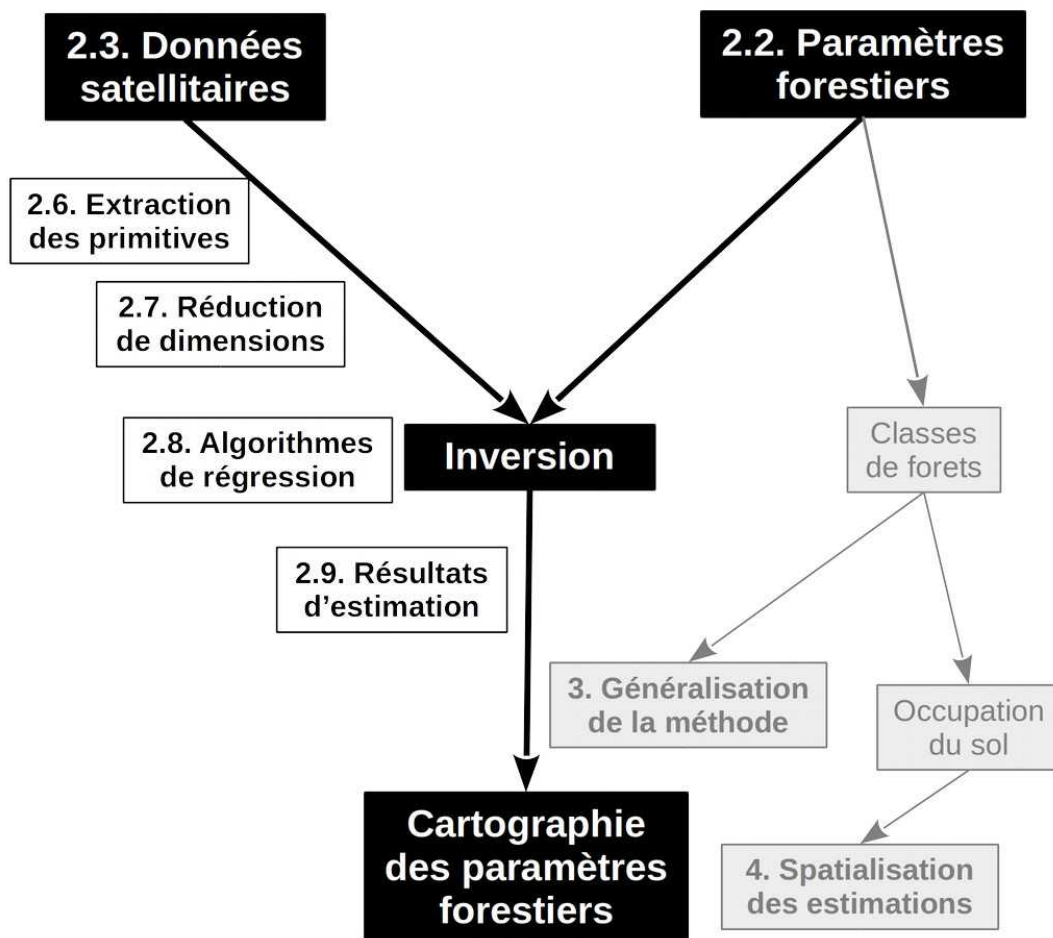 2.3. Données
satellitaires
2.2. Paramètres
forestiers
2.6. Extraction
des primitives
2.7. Réduction
de dimensions
2.8. Algorithmes
de régression
Inversion
Classes
de forets
2.9. Résultats
d’estimation
3. Généralisation
de la méthode
Occupation
du sol
Cartographie
des paramètres
forestiers
4. Spatialisation
des estimations